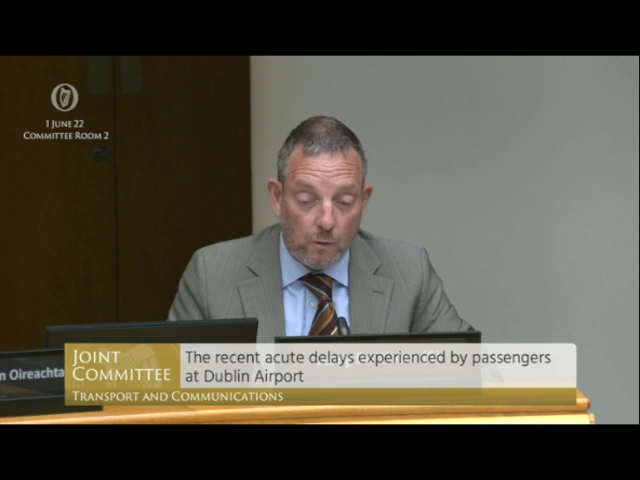 1 JUNE 22
COMMITTEE ROOM 2
n Oireachta
JOINT
COMMITTEE
The recent acute delays experienced by passengers
at Dublin Airport
TRANSPORT AND COMMUNICATIONS